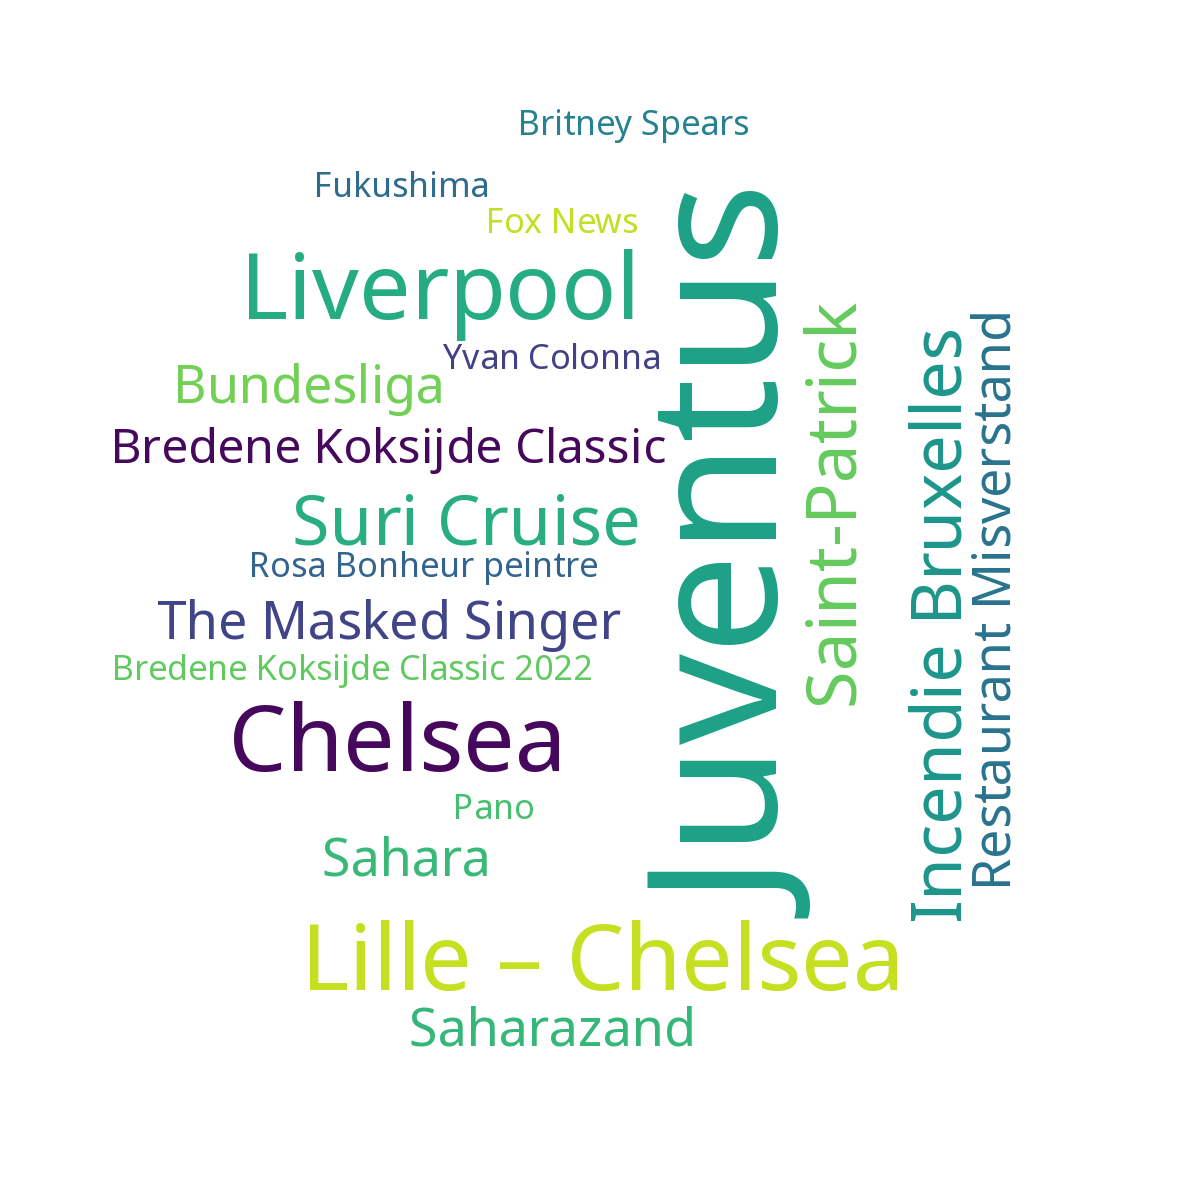 Britney Spears
Fukushima
Fox News
Liverpool
Yvan Colonna
Bundesliga
Bredene Koksijde Classic
Suri Cruise
Rosa Bonheur peintre
The Masked Singer
Bredene Koksijde Classic 2022
Chelsea
Pano
Sahara
Lille – Chelsea
Saharazand
Juventus
Saint-Patrick
Incendie Bruxelles
Restaurant Misverstand